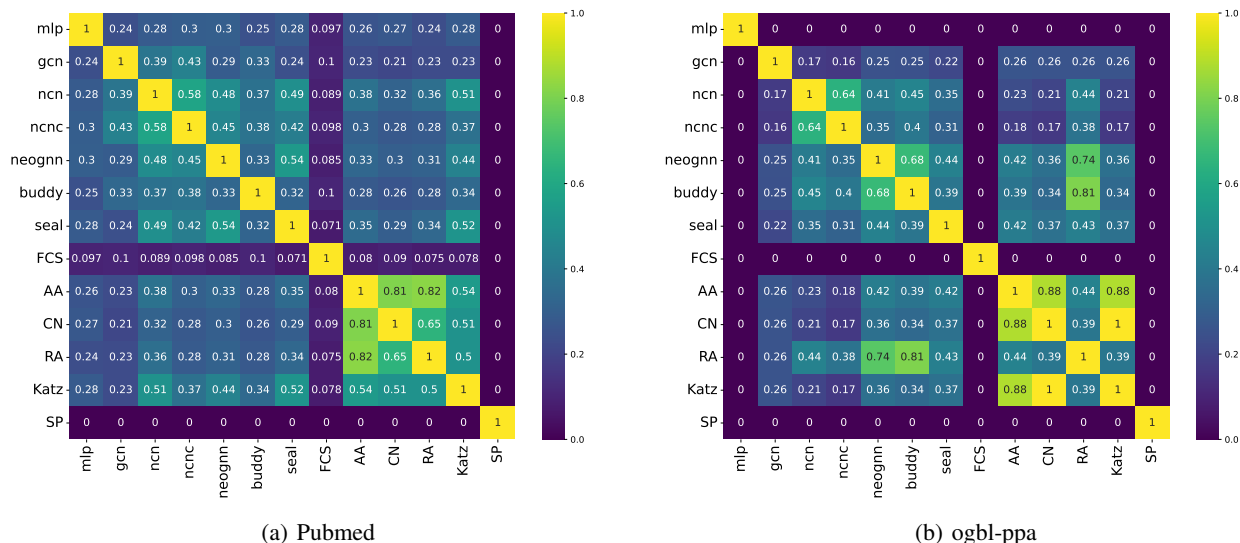 mlp 1 0.24 0.28 0.3 0.3 0.25 0.28 0.097 0.26 0.27 0.24 0.28 0
gcn 0.24 1 0.39 0.43 0.29 0.33 0.24 0.1 0.23 0.21 0.23 0.23 0
ncn 0.28 0.39 1 0.58 0.48 0.37 0.49 0.089 0.38 0.32 0.36 0.51 0
ncnc 0.3 0.43 0.58 1 0.45 0.38 0.42 0.098 0.3 0.28 0.28 0.37 0
neognn 0.3 0.29 0.48 0.45 1 0.33 0.54 0.085 0.33 0.3 0.31 0.44 0
buddy 0.25 0.33 0.37 0.38 0.33 1 0.32 0.1 0.28 0.26 0.28 0.34 0
seal 0.28 0.24 0.49 0.42 0.54 0.32 1 0.071 0.35 0.29 0.34 0.52 0
FCS 0.097 0.1 0.089 0.098 0.085 0.1 0.071 1 0.08 0.09 0.075 0.078 0
AA 0.26 0.23 0.38 0.3 0.33 0.28 0.35 0.08 1 0.81 0.82 0.54 0
CN 0.27 0.21 0.32 0.28 0.3 0.26 0.29 0.09 0.81 1 0.65 0.51 0
RA 0.24 0.23 0.36 0.28 0.31 0.28 0.34 0.075 0.82 0.65 1 0.5 0
Katz 0.28 0.23 0.51 0.37 0.44 0.34 0.52 0.078 0.54 0.51 0.5 1 0
SP 0 0 0 0 0 0 0 0 0 0 0 0 1
mlp gcn ncn ncnc neognn buddy seal FCS AA CN RA Katz SP
1.0
0.8
0.6
0.4
0.2
0.0
(a) Pubmed
mlp 1 0 0 0 0 0 0 0 0 0 0 0 0
gcn 0 1 0.17 0.16 0.25 0.25 0.22 0 0.26 0.26 0.26 0.26 0
ncn 0 0.17 1 0.64 0.41 0.45 0.35 0 0.23 0.21 0.44 0.21 0
ncnc 0 0.16 0.64 1 0.35 0.4 0.31 0 0.18 0.17 0.38 0.17 0
neognn 0 0.25 0.41 0.35 1 0.68 0.44 0 0.42 0.36 0.74 0.36 0
buddy 0 0.25 0.45 0.4 0.68 1 0.39 0 0.39 0.34 0.81 0.34 0
seal 0 0.22 0.35 0.31 0.44 0.39 1 0 0.42 0.37 0.43 0.37 0
FCS 0 0 0 0 0 0 0 1 0 0 0 0 0
AA 0 0.26 0.23 0.18 0.42 0.39 0.42 0 1 0.88 0.44 0.88 0
CN 0 0.26 0.21 0.17 0.36 0.34 0.37 0 0.88 1 0.39 1 0
RA 0 0.26 0.44 0.38 0.74 0.81 0.43 0 0.44 0.39 1 0.39 0
Katz 0 0.26 0.21 0.17 0.36 0.34 0.37 0 0.88 1 0.39 1 0
SP 0 0 0 0 0 0 0 0 0 0 0 0 1
mlp gcn ncn ncnc neognn buddy seal FCS AA CN RA Katz SP
1.0
0.8
0.6
0.4
0.2
0.0
(b) ogbl-ppa